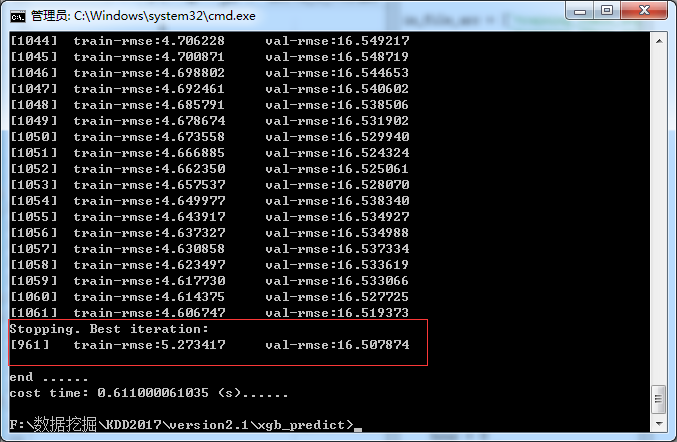 管理员: C:\Windows\system32\cmd.exe
[1044]  train-rmse:4.706228     val-rmse:16.549217
[1045]  train-rmse:4.700871     val-rmse:16.548719
[1046]  train-rmse:4.698802     val-rmse:16.544653
[1047]  train-rmse:4.692461     val-rmse:16.540602
[1048]  train-rmse:4.685791     val-rmse:16.538506
[1049]  train-rmse:4.678674     val-rmse:16.531902
[1050]  train-rmse:4.673558     val-rmse:16.529940
[1051]  train-rmse:4.666885     val-rmse:16.524324
[1052]  train-rmse:4.662350     val-rmse:16.525061
[1053]  train-rmse:4.657537     val-rmse:16.528070
[1054]  train-rmse:4.649977     val-rmse:16.538340
[1055]  train-rmse:4.643917     val-rmse:16.534927
[1056]  train-rmse:4.637327     val-rmse:16.534988
[1057]  train-rmse:4.630858     val-rmse:16.537334
[1058]  train-rmse:4.623497     val-rmse:16.533619
[1059]  train-rmse:4.617730     val-rmse:16.533066
[1060]  train-rmse:4.614375     val-rmse:16.527725
[1061]  train-rmse:4.606747     val-rmse:16.519373
Stopping. Best iteration:
[961]   train-rmse:5.273417     val-rmse:16.507874
end ......
cost time: 0.611000061035 (s)......
F:\数据挖掘\KDD2017\version2.1\xgb_predict>